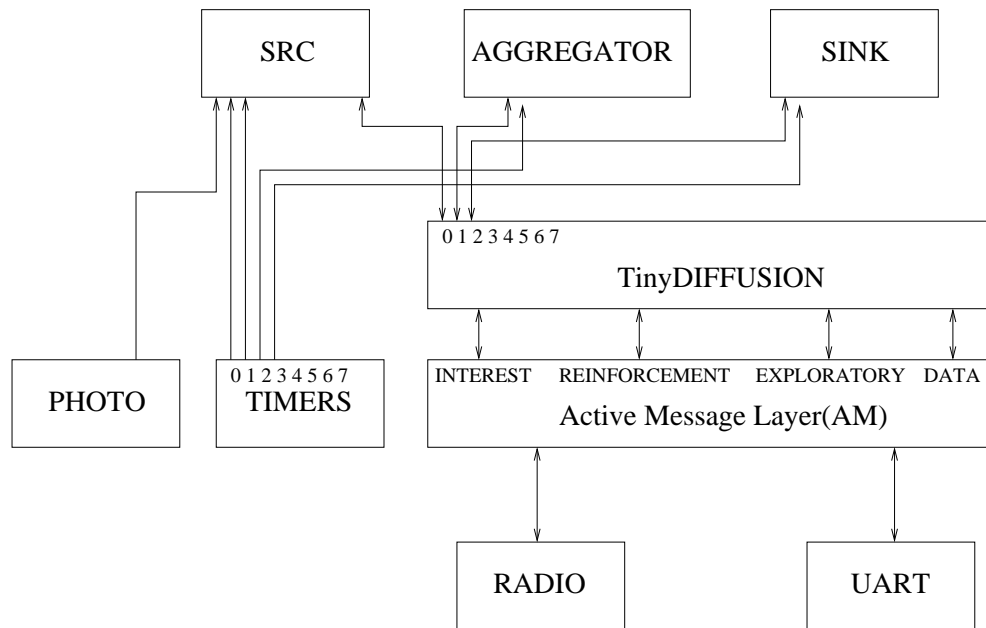 SRC
AGGREGATOR
SINK
0 1 2 3 4 5 6 7
TinyDIFFUSION
PHOTO
0 1 2 3 4 5 6 7
TIMERS
INTEREST REINFORCEMENT EXPLORATORY DATA
Active Message Layer(AM)
RADIO
UART